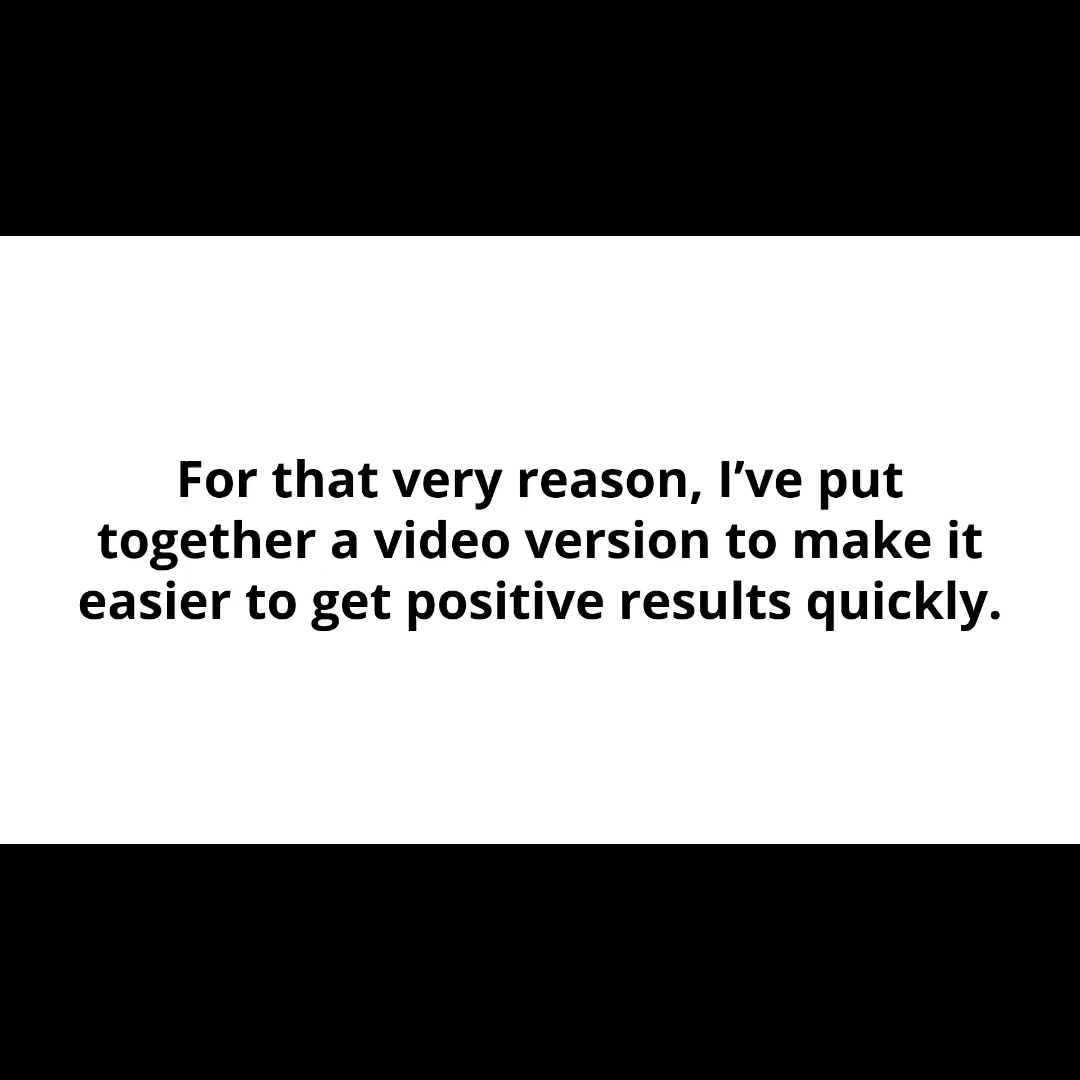 For that very reason, I’ve put
together a video version to make it
easier to get positive results quickly.